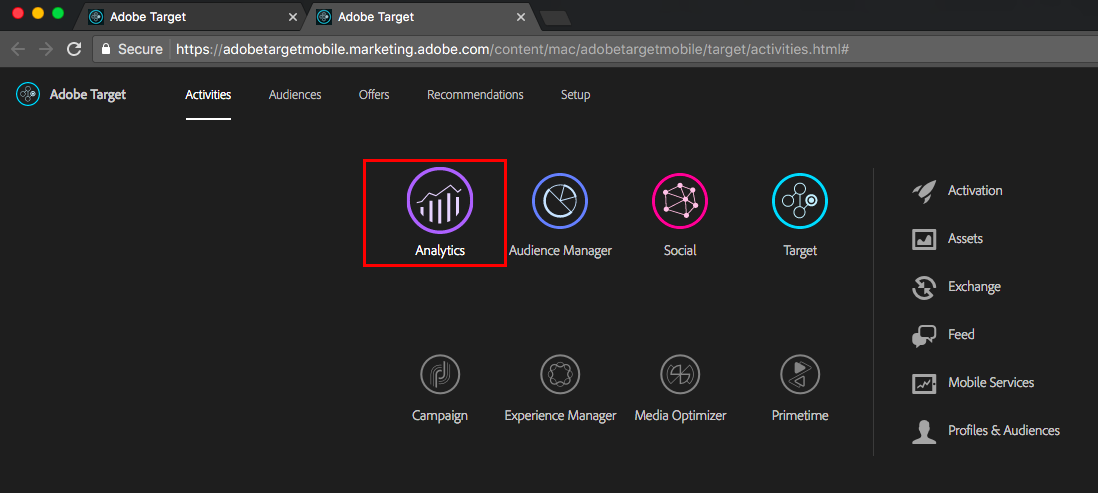 Adobe Target
Adobe Target
Secure https://adobetargetmobile.marketing.adobe.com/content/mac/adobetargetmobile/target/activities.html#
Adobe Target Activities Audiences Offers Recommendations Setup
Analytics Audience Manager Social Target
Campaign Experience Manager Media Optimizer Primetime
Activation
Assets
Exchange
Feed
Mobile Services
Profiles & Audiences